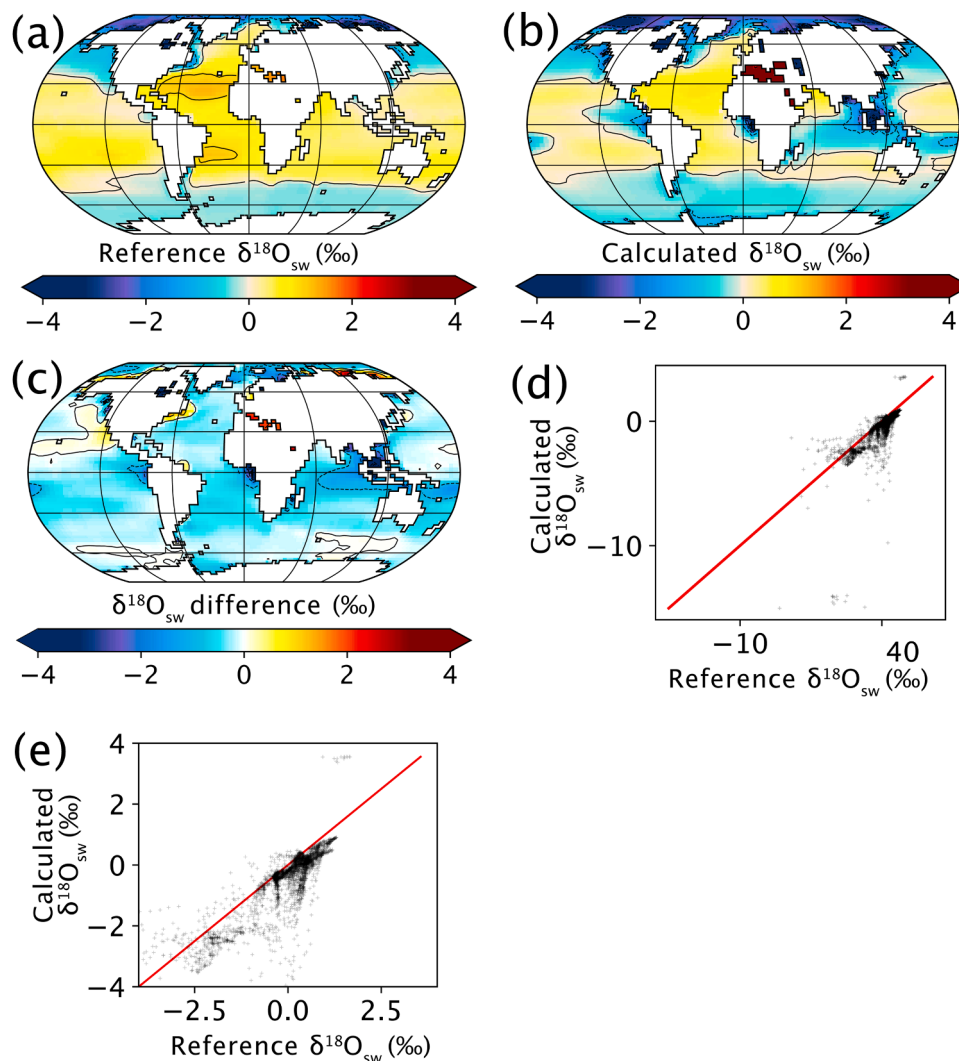 (a)
Reference δ¹⁸Osw (‰)
−4 −2 0 2 4
(b)
Calculated δ¹⁸Osw (‰)
−4 −2 0 2 4
(c)
δ¹⁸Osw difference (‰)
−4 −2 0 2 4
(d)
Calculated
δ¹⁸Osw (‰)
0
−10
−10 40
Reference δ¹⁸Osw (‰)
(e)
Calculated
δ¹⁸Osw (‰)
4
2
0
−2
−4
−2.5 0.0 2.5
Reference δ¹⁸Osw (‰)